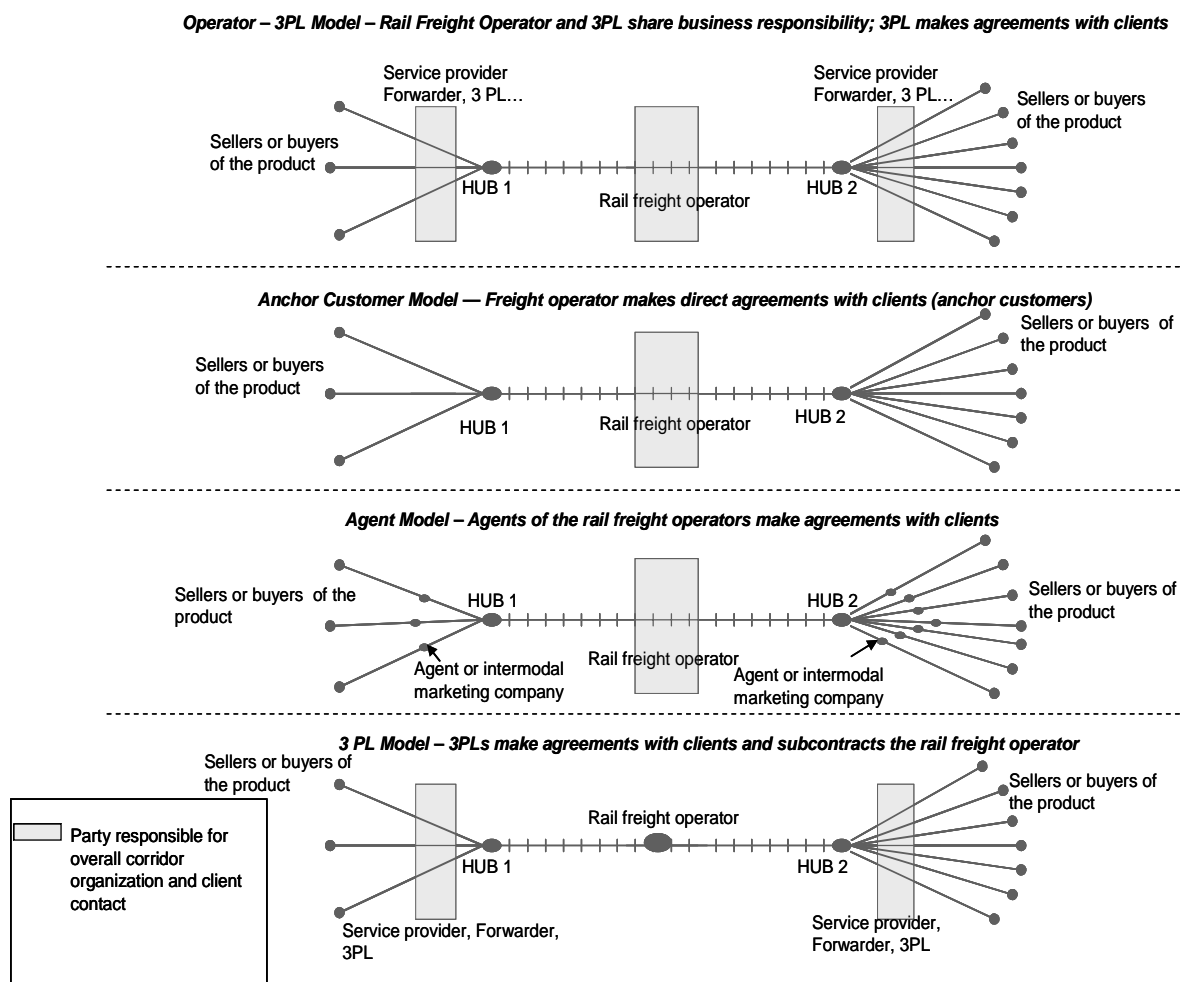 Operator – 3PL Model – Rail Freight Operator and 3PL share business responsibility; 3PL makes agreements with clients
Service provider
Forwarder, 3 PL…
Service provider
Forwarder, 3 PL…
Sellers or buyers
of the product
Sellers or buyers
of the product
HUB 1
Rail freight operator
HUB 2
Anchor Customer Model — Freight operator makes direct agreements with clients (anchor customers)
Sellers or buyers
of the product
Sellers or buyers of
the product
HUB 1
Rail freight operator
HUB 2
Agent Model – Agents of the rail freight operators make agreements with clients
Sellers or buyers of the
product
HUB 1
HUB 2
Sellers or buyers of
the product
Rail freight operator
Agent or intermodal
marketing company
Agent or intermodal
marketing company
3 PL Model – 3PLs make agreements with clients and subcontracts the rail freight operator
Sellers or buyers of
the product
Sellers or buyers of
the product
Rail freight operator
HUB 1
HUB 2
Service provider, Forwarder,
3PL
Service provider,
Forwarder, 3PL
Party responsible for
overall corridor
organization and client
contact